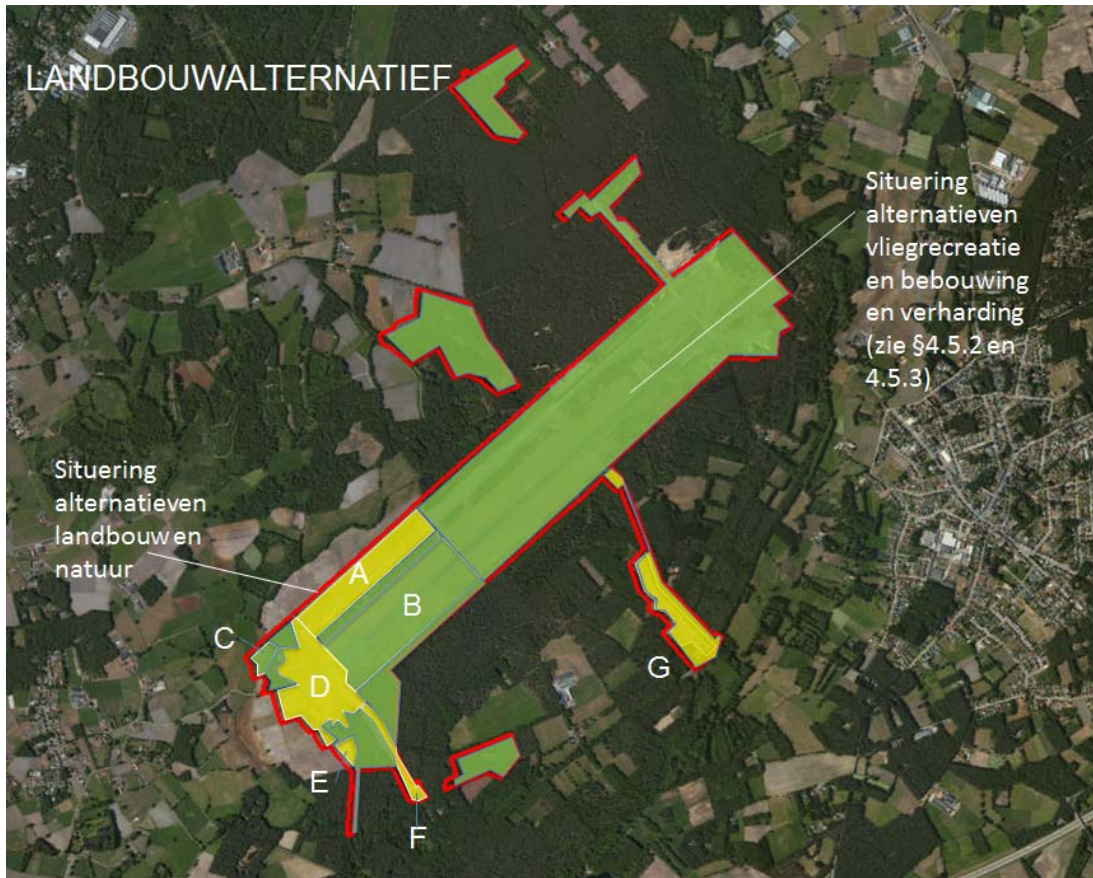 LANDBOUWALTERNATIEF
Situering
alternatieven
vliegrecreatie
en bebouwing
en verharding
(zie §4.5.2 en
4.5.3)
Situering
alternatieven
landbouw en
natuur
A
B
C
D
E
F
G